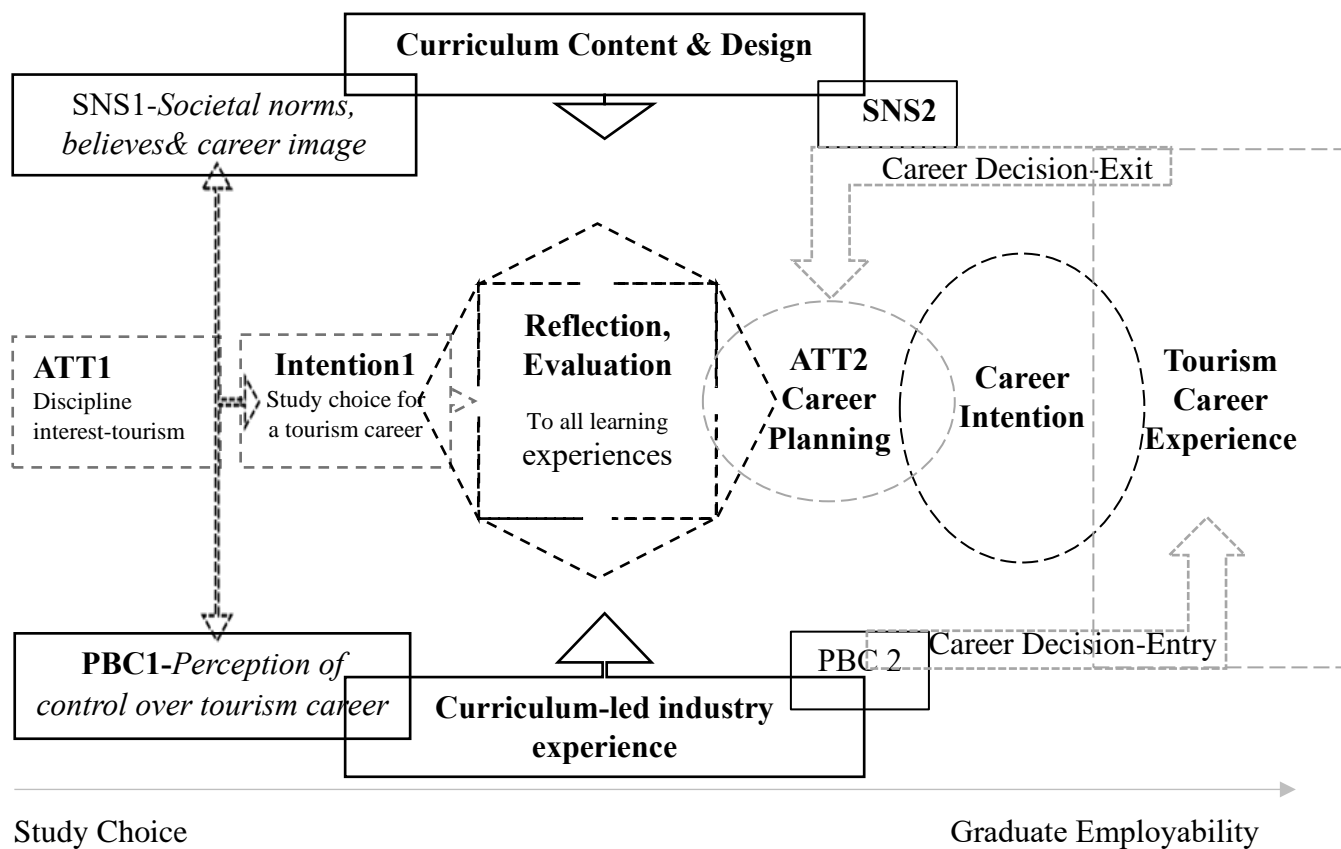 Curriculum Content & Design
SNS1-Societal norms,
believes& career image
SNS2
Career Decision-Exit
ATT1
Discipline
interest-tourism
Intention1
Study choice for
a tourism career
Reflection,
Evaluation
To all learning
experiences
ATT2
Career
Planning
Career
Intention
Tourism
Career
Experience
PBC1-Perception of
control over tourism career
Curriculum-led industry
experience
PBC 2
Career Decision-Entry
Study Choice
Graduate Employability